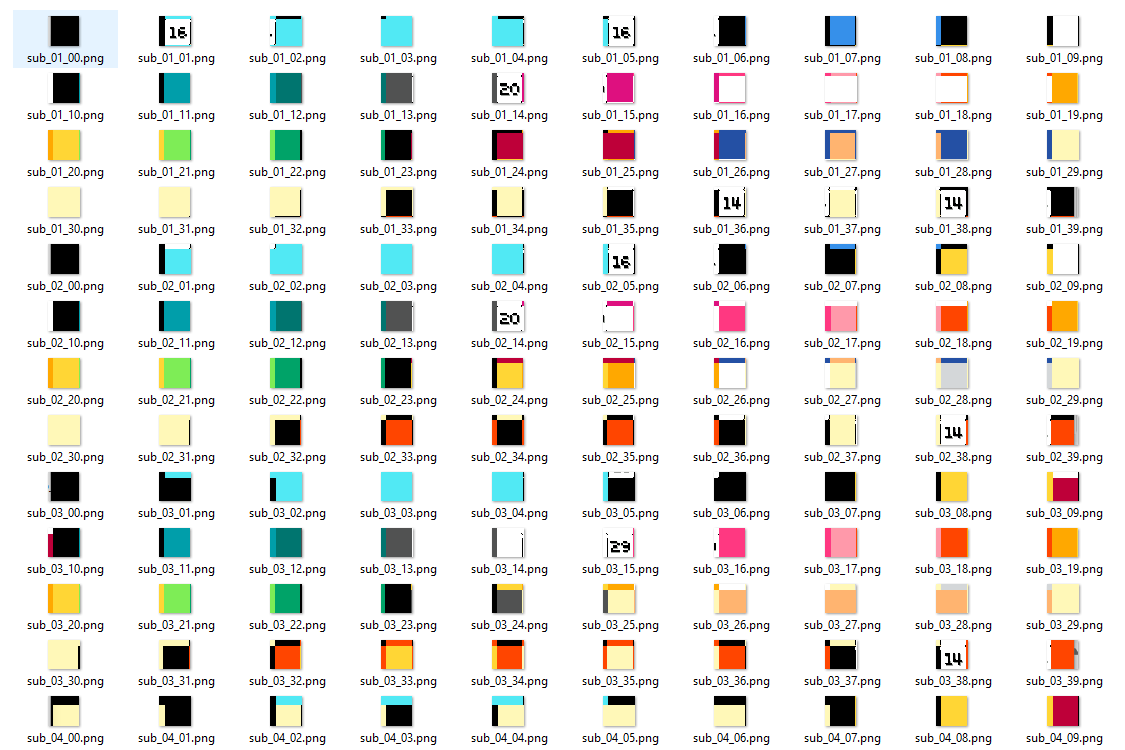 16 16
sub_01_00.png sub_01_01.png sub_01_02.png sub_01_03.png sub_01_04.png sub_01_05.png sub_01_06.png sub_01_07.png sub_01_08.png sub_01_09.png
20
sub_01_10.png sub_01_11.png sub_01_12.png sub_01_13.png sub_01_14.png sub_01_15.png sub_01_16.png sub_01_17.png sub_01_18.png sub_01_19.png
sub_01_20.png sub_01_21.png sub_01_22.png sub_01_23.png sub_01_24.png sub_01_25.png sub_01_26.png sub_01_27.png sub_01_28.png sub_01_29.png
14 14
sub_01_30.png sub_01_31.png sub_01_32.png sub_01_33.png sub_01_34.png sub_01_35.png sub_01_36.png sub_01_37.png sub_01_38.png sub_01_39.png
16
sub_02_00.png sub_02_01.png sub_02_02.png sub_02_03.png sub_02_04.png sub_02_05.png sub_02_06.png sub_02_07.png sub_02_08.png sub_02_09.png
20
sub_02_10.png sub_02_11.png sub_02_12.png sub_02_13.png sub_02_14.png sub_02_15.png sub_02_16.png sub_02_17.png sub_02_18.png sub_02_19.png
sub_02_20.png sub_02_21.png sub_02_22.png sub_02_23.png sub_02_24.png sub_02_25.png sub_02_26.png sub_02_27.png sub_02_28.png sub_02_29.png
14
sub_02_30.png sub_02_31.png sub_02_32.png sub_02_33.png sub_02_34.png sub_02_35.png sub_02_36.png sub_02_37.png sub_02_38.png sub_02_39.png
sub_03_00.png sub_03_01.png sub_03_02.png sub_03_03.png sub_03_04.png sub_03_05.png sub_03_06.png sub_03_07.png sub_03_08.png sub_03_09.png
29
sub_03_10.png sub_03_11.png sub_03_12.png sub_03_13.png sub_03_14.png sub_03_15.png sub_03_16.png sub_03_17.png sub_03_18.png sub_03_19.png
sub_03_20.png sub_03_21.png sub_03_22.png sub_03_23.png sub_03_24.png sub_03_25.png sub_03_26.png sub_03_27.png sub_03_28.png sub_03_29.png
14
sub_03_30.png sub_03_31.png sub_03_32.png sub_03_33.png sub_03_34.png sub_03_35.png sub_03_36.png sub_03_37.png sub_03_38.png sub_03_39.png
sub_04_00.png sub_04_01.png sub_04_02.png sub_04_03.png sub_04_04.png sub_04_05.png sub_04_06.png sub_04_07.png sub_04_08.png sub_04_09.png